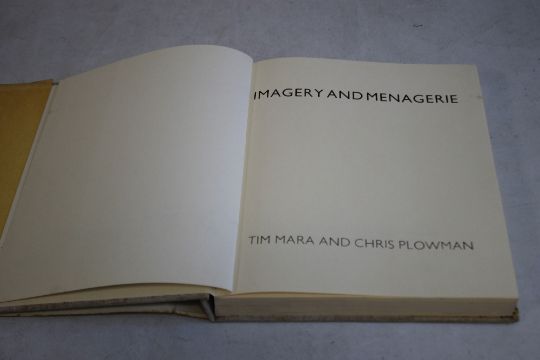 IMAGERY AND MENAGERIE
TIM MARA AND CHRIS PLOWMAN